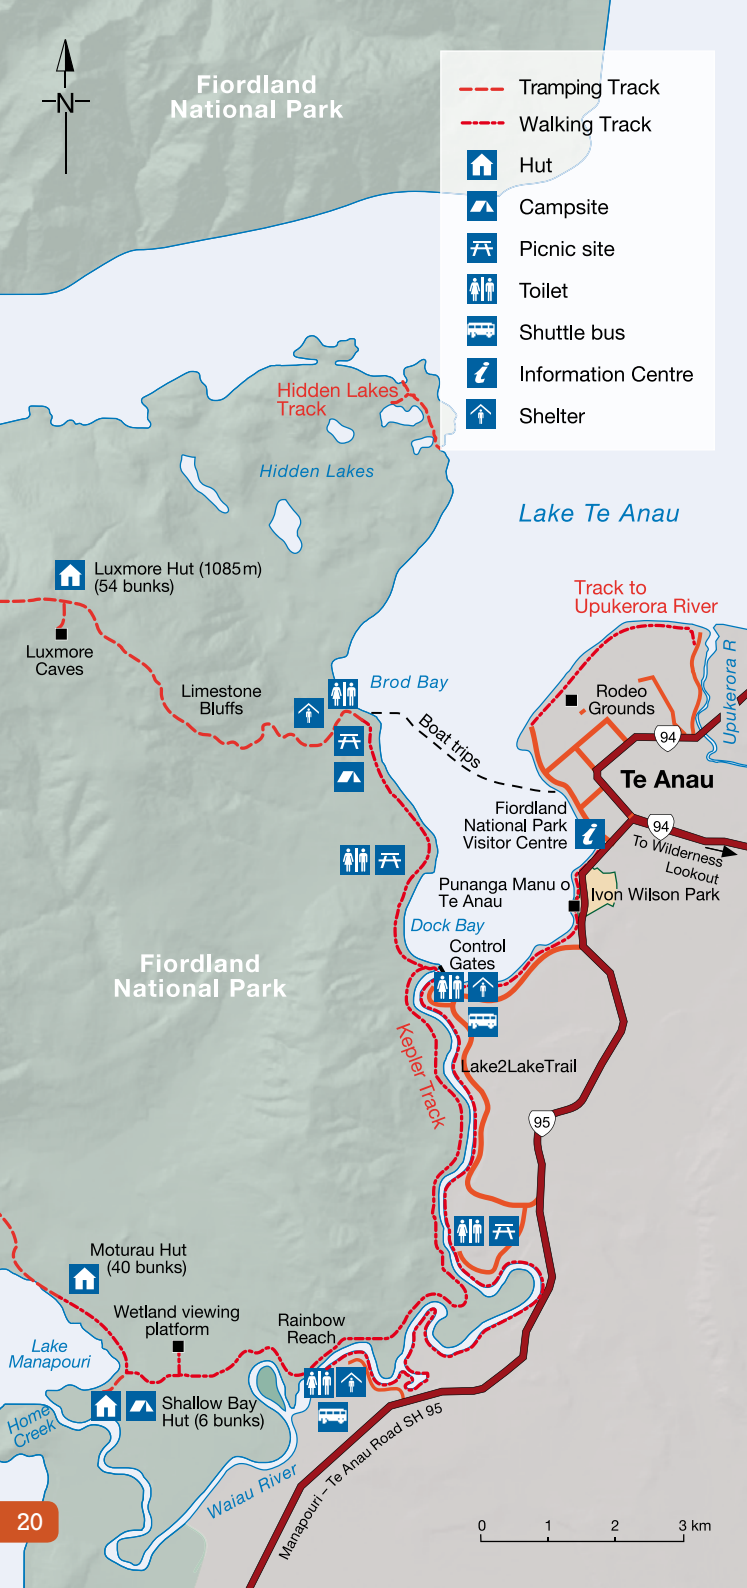 Fiordland
National Park
N
Tramping Track
Walking Track
Hut
Campsite
Picnic site
Toilet
Shuttle bus
Information Centre
Shelter
Hidden Lakes
Track
Hidden Lakes
Lake Te Anau
Luxmore Hut (1085m)
(54 bunks)
Track to
Upukerora River
Luxmore
Caves
Limestone
Bluffs
Brod Bay
Rodeo
Grounds
Upukerora R
Boat trips
94
Te Anau
Fiordland
National Park
Visitor Centre
94
To Wilderness
Lookout
Punanga Manu o
Te Anau
Ivon Wilson Park
Dock Bay
Control
Gates
Fiordland
National Park
Kepler Track
Lake2LakeTrail
95
Moturau Hut
(40 bunks)
Wetland viewing
platform
Rainbow
Reach
Lake
Manapouri
Shallow Bay
Hut (6 bunks)
Home
Creek
Waiau River
Manapouri – Te Anau Road SH 95
20
0 1 2 3 km